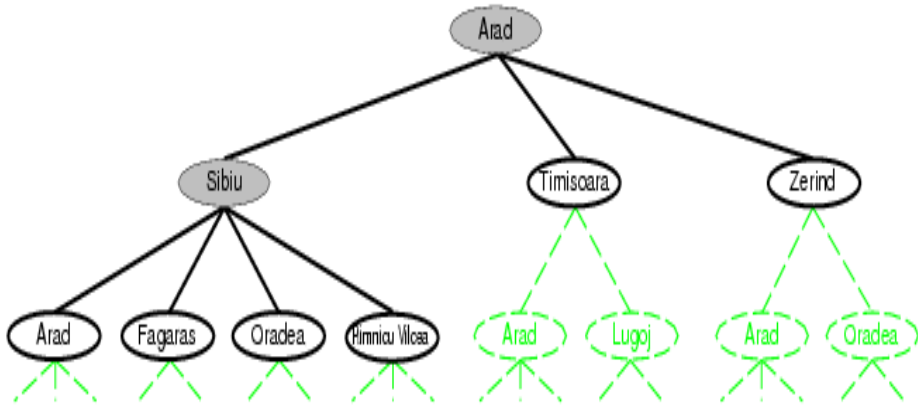 Arad
Sibiu
Timisoara
Zerind
Arad
Fagaras
Oradea
Rimnicu Vilcea
Arad
Lugoj
Arad
Oradea